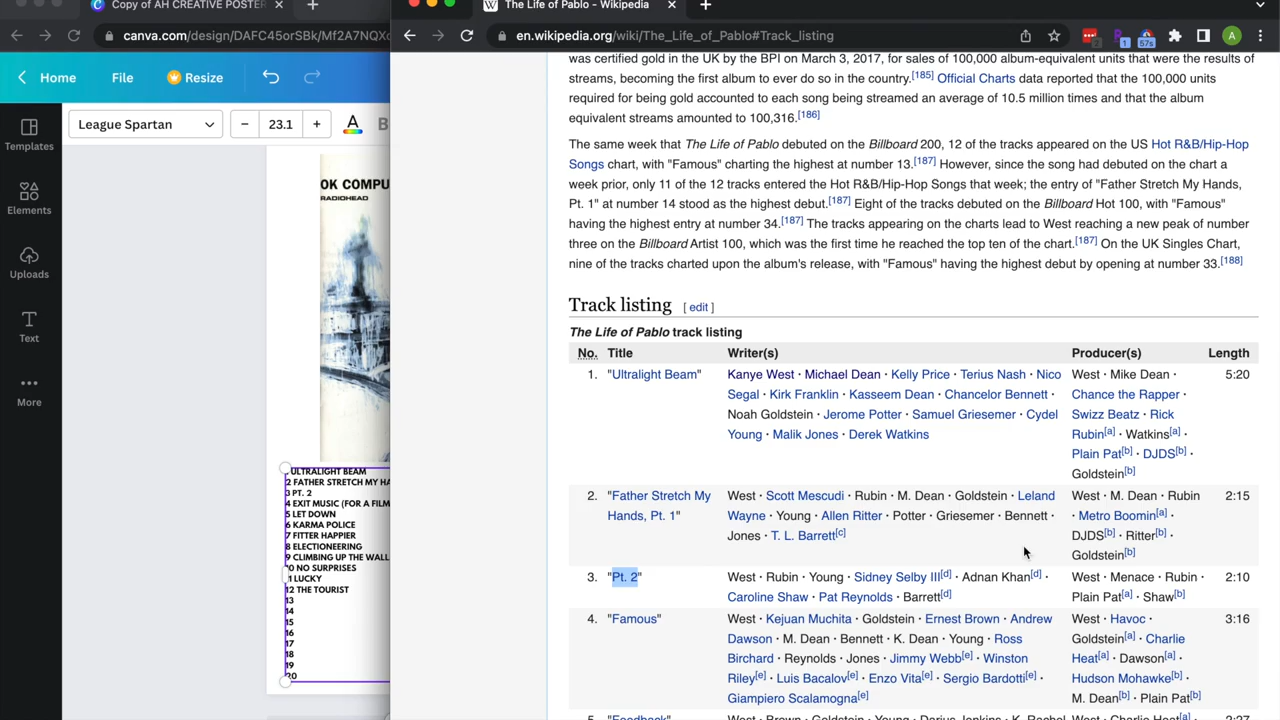 Copy of AH CREATIVE POSTER
canva.com/design/DAFC45orSBk/Mf2A7NQXc
Home File Resize
League Spartan 23.1 A B
Templates
Elements
Uploads
Text
More
OK COMPU
RADIOHEAD
ULTRALIGHT BEAM
2 FATHER STRETCH MY HA
3 PT. 2
4 EXIT MUSIC (FOR A FILM
5 LET DOWN
6 KARMA POLICE
7 FITTER HAPPIER
8 ELECTIONEERING
9 CLIMBING UP THE WALL
10 NO SURPRISES
11 LUCKY
12 THE TOURIST
13
14
15
16
17
18
19
20
The Life of Pablo - Wikipedia
en.wikipedia.org/wiki/The_Life_of_Pablo#Track_listing
2 1 57s A
was certified gold in the UK by the BPI on March 3, 2017, for sales of 100,000 album-equivalent units that were the results of
streams, becoming the first album to ever do so in the country.[185] Official Charts data reported that the 100,000 units
required for being gold accounted to each song being streamed an average of 10.5 million times and that the album
equivalent streams amounted to 100,316.[186]
The same week that The Life of Pablo debuted on the Billboard 200, 12 of the tracks appeared on the US Hot R&B/Hip-Hop
Songs chart, with "Famous" charting the highest at number 13.[187] However, since the song had debuted on the chart a
week prior, only 11 of the 12 tracks entered the Hot R&B/Hip-Hop Songs that week; the entry of "Father Stretch My Hands,
Pt. 1" at number 14 stood as the highest debut.[187] Eight of the tracks debuted on the Billboard Hot 100, with "Famous"
having the highest entry at number 34.[187] The tracks appearing on the charts lead to West reaching a new peak of number
three on the Billboard Artist 100, which was the first time he reached the top ten of the chart.[187] On the UK Singles Chart,
nine of the tracks charted upon the album's release, with "Famous" having the highest debut by opening at number 33.[188]
Track listing [ edit ]
The Life of Pablo track listing
No. Title Writer(s) Producer(s) Length
1. "Ultralight Beam" Kanye West · Michael Dean · Kelly Price · Terius Nash · Nico West · Mike Dean · 5:20
Segal · Kirk Franklin · Kasseem Dean · Chancelor Bennett · Chance the Rapper ·
Noah Goldstein · Jerome Potter · Samuel Griesemer · Cydel Swizz Beatz · Rick
Young · Malik Jones · Derek Watkins Rubin[a] · Watkins[a] ·
Plain Pat[b] · DJDS[b] ·
Goldstein[b]
2. "Father Stretch My West · Scott Mescudi · Rubin · M. Dean · Goldstein · Leland West · M. Dean · Rubin 2:15
Hands, Pt. 1" Wayne · Young · Allen Ritter · Potter · Griesemer · Bennett · · Metro Boomin[a] ·
Jones · T. L. Barrett[c] DJDS[b] · Ritter[b] ·
Goldstein[b]
3. "Pt. 2" West · Rubin · Young · Sidney Selby III[d] · Adnan Khan[d] · West · Menace · Rubin · 2:10
Caroline Shaw · Pat Reynolds · Barrett[d] Plain Pat[a] · Shaw[b]
4. "Famous" West · Kejuan Muchita · Goldstein · Ernest Brown · Andrew West · Havoc · 3:16
Dawson · M. Dean · Bennett · K. Dean · Young · Ross Goldstein[a] · Charlie
Birchard · Reynolds · Jones · Jimmy Webb[e] · Winston Heat[a] · Dawson[a] ·
Riley[e] · Luis Bacalov[e] · Enzo Vita[e] · Sergio Bardotti[e] · Hudson Mohawke[b] ·
Giampiero Scalamogna[e] M. Dean[b] · Plain Pat[b]
5. "Feedback" West · Brown · Goldstein · Young · Darius Jenkins · K. Rachel West · Charlie Heat[a] · 2:27